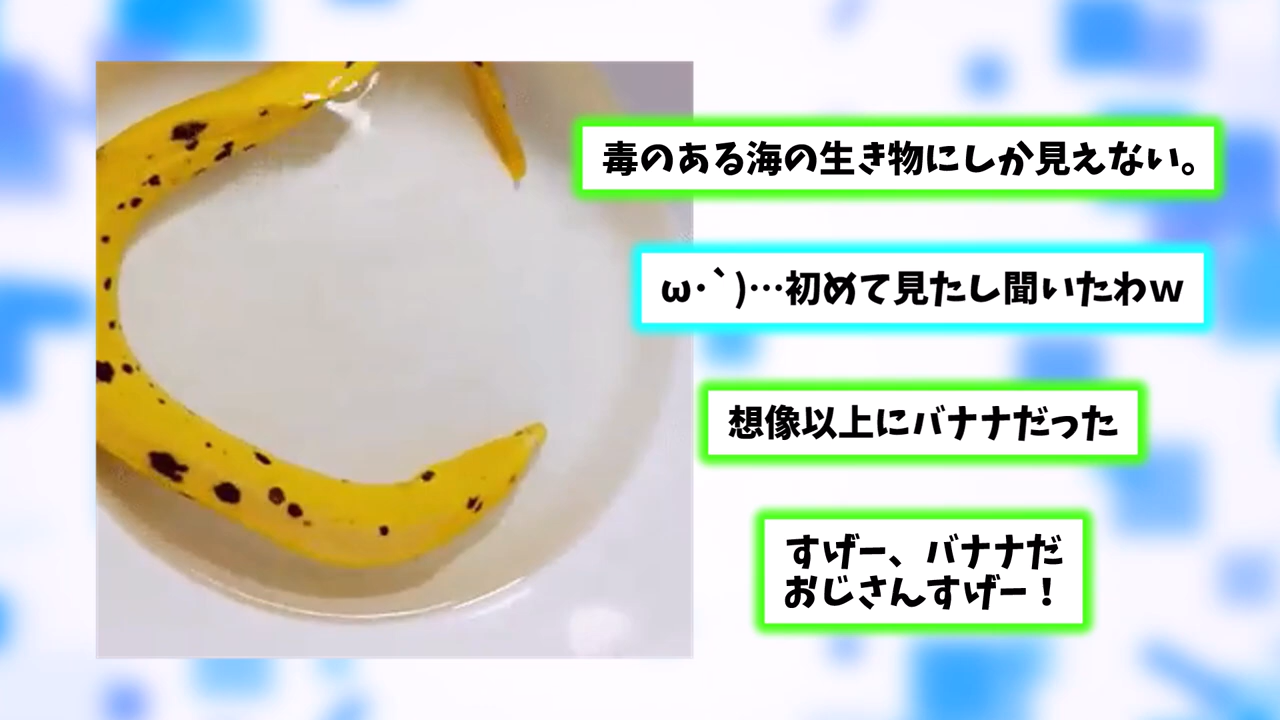 毒のある海の生き物にしか見えない。
ω･｀)…初めて見たし聞いたわｗ
想像以上にバナナだった
すげー、バナナだ
おじさんすげー！